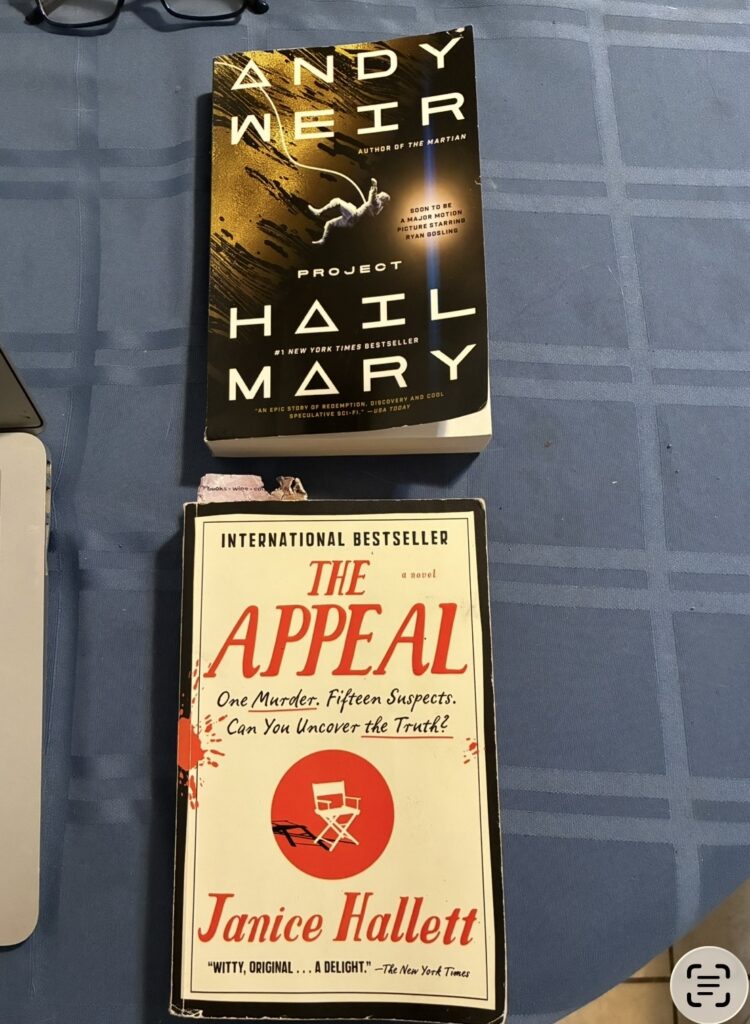 ANDY
WEIR
AUTHOR OF THE MARTIAN
SOON TO BE
A MAJOR MOTION
PICTURE STARRING
RYAN GOSLING
PROJECT
HAIL
#1 NEW YORK TIMES BESTSELLER
MARY
"AN EPIC STORY OF REDEMPTION, DISCOVERY AND COOL
SPECULATIVE SCI-FI." —USA TODAY
books • wine •
INTERNATIONAL BESTSELLER
THE
a novel
APPEAL
One Murder. Fifteen Suspects.
Can You Uncover the Truth?
Janice Hallett
"WITTY, ORIGINAL . . . A DELIGHT." —The New York Times